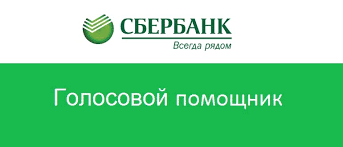 СБЕРБАНК
Всегда рядом
Голосовой помощник